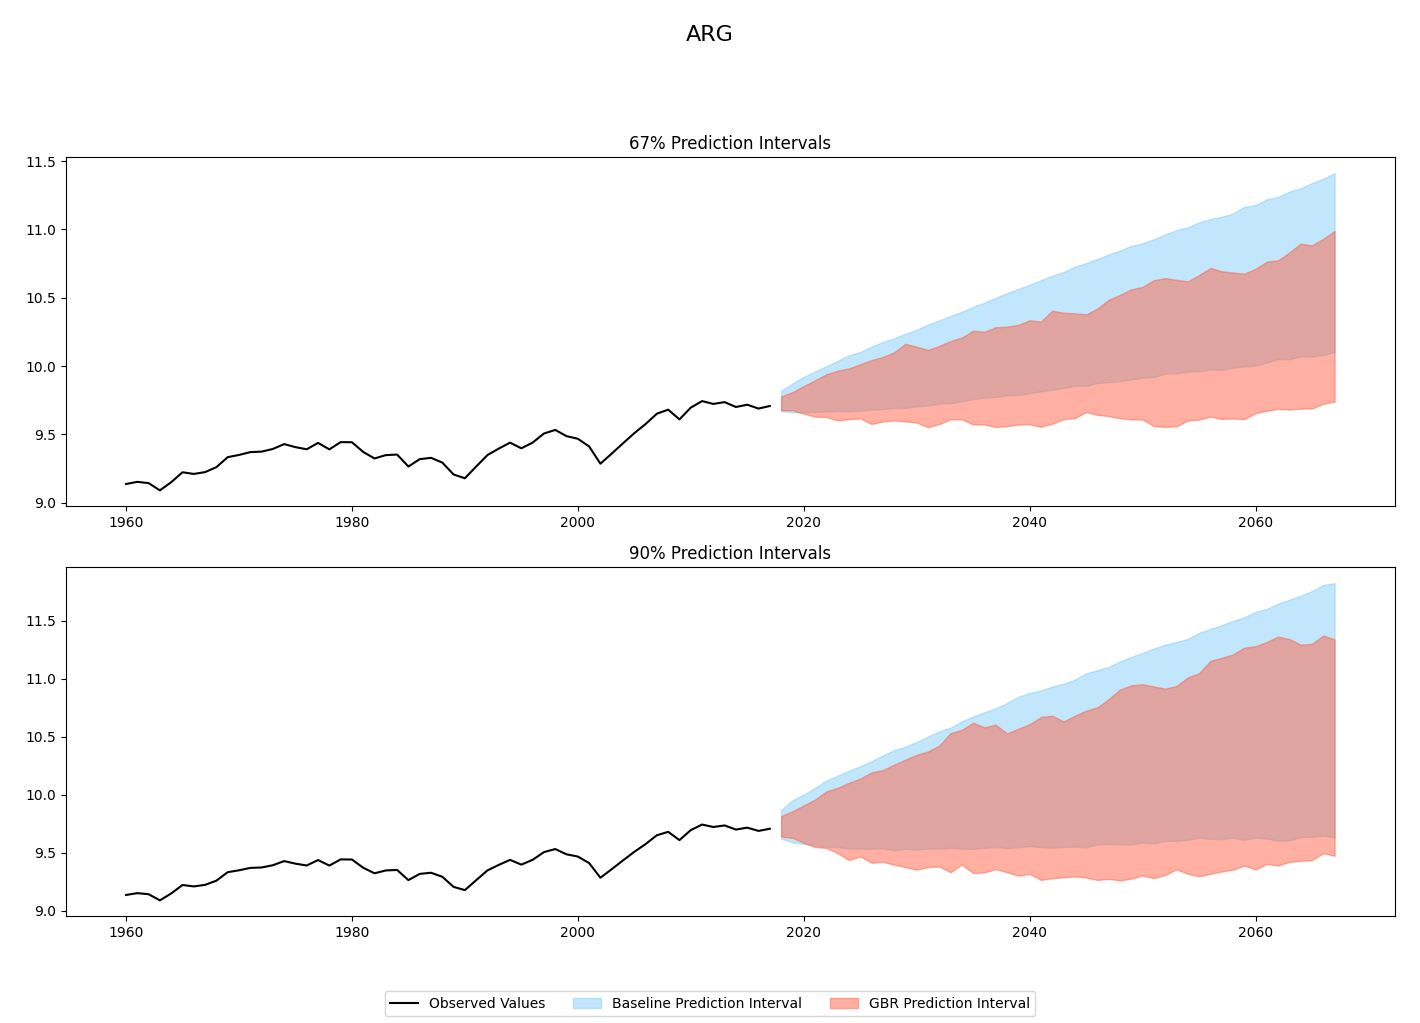 ARG
67% Prediction Intervals
11.5
11.0
10.5
10.0
9.5
9.0
1960 1980 2000 2020 2040 2060
90% Prediction Intervals
11.5
11.0
10.5
10.0
9.5
9.0
1960 1980 2000 2020 2040 2060
Observed Values Baseline Prediction Interval GBR Prediction Interval